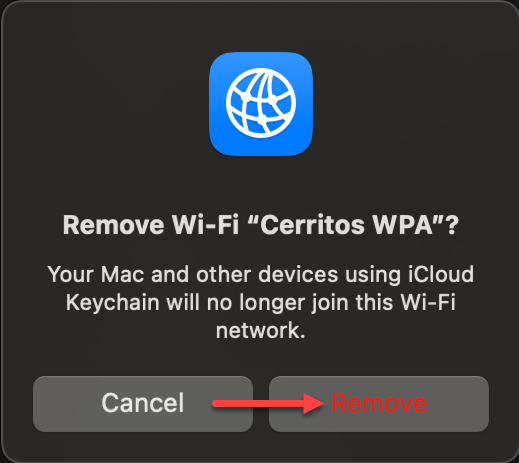 Remove Wi-Fi “Cerritos WPA”?
Your Mac and other devices using iCloud
Keychain will no longer join this Wi-Fi
network.
Cancel
Remove